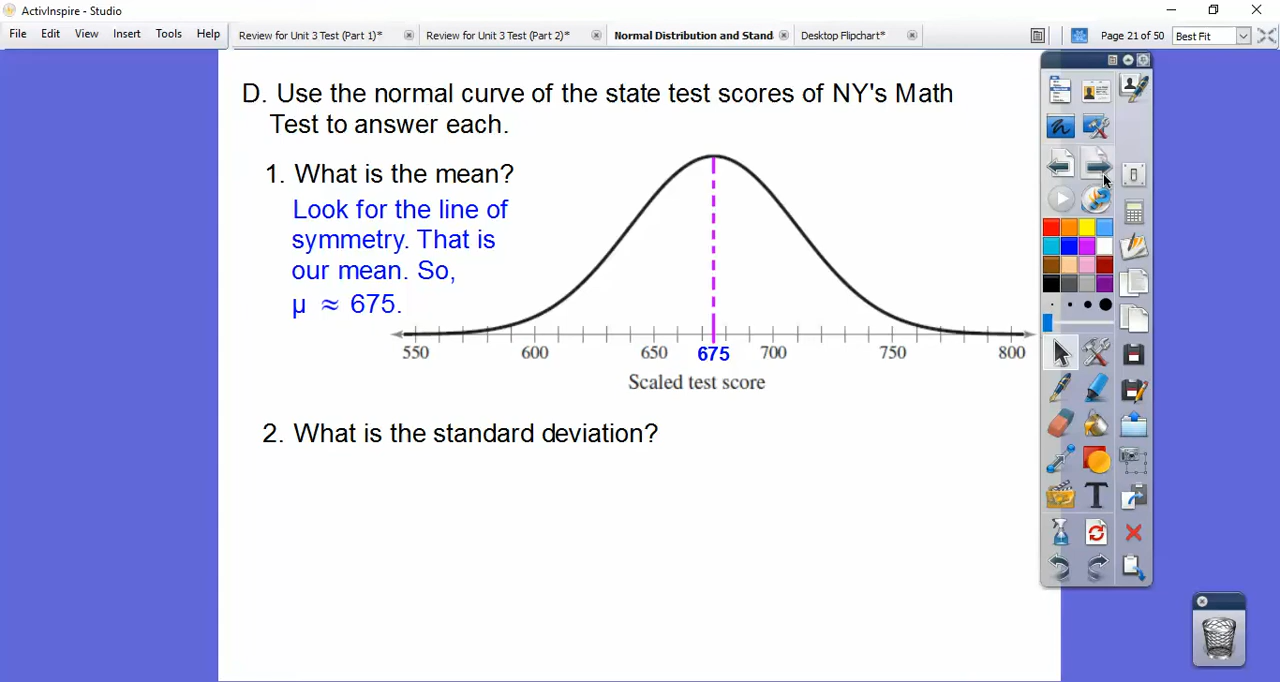 ActivInspire - Studio
File Edit View Insert Tools Help
Review for Unit 3 Test (Part 1)* Review for Unit 3 Test (Part 2)* Normal Distribution and Stand Desktop Flipchart* Page 21 of 50 Best Fit
D. Use the normal curve of the state test scores of NY's Math
Test to answer each.
1. What is the mean?
Look for the line of
symmetry. That is
our mean. So,
μ ≈ 675.
550 600 650 675 700 750 800
Scaled test score
2. What is the standard deviation?
T